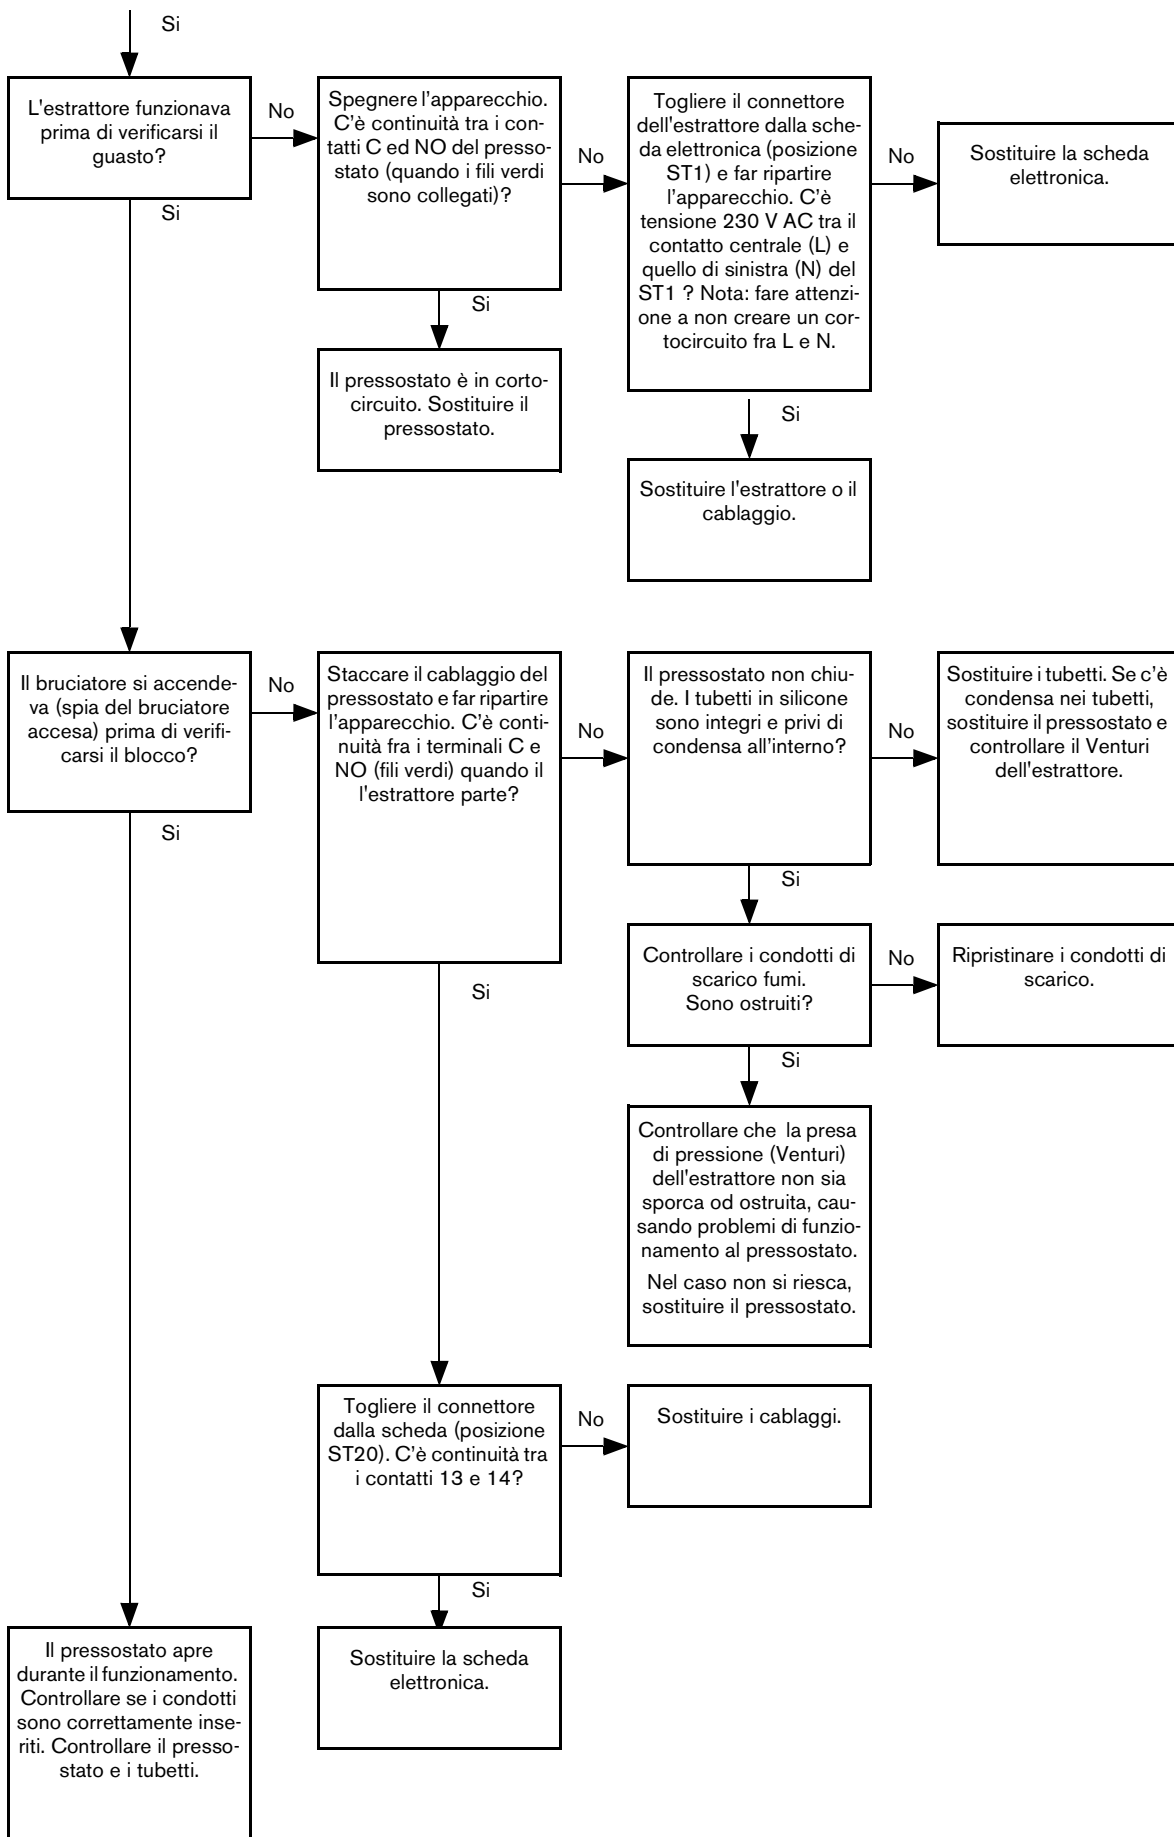 Si
L'estrattore funzionava
prima di verificarsi il
guasto?
No
Si
Spegnere l'apparecchio.
C'è continuità tra i con-
tatti C ed NO del presso-
stato (quando i fili verdi
sono collegati)?
No
Si
Il pressostato è in corto-
circuito. Sostituire il
pressostato.
Togliere il connettore
dell'estrattore dalla sche-
da elettronica (posizione
ST1) e far ripartire
l'apparecchio. C'è
tensione 230 V AC tra il
contatto centrale (L) e
quello di sinistra (N) del
ST1 ? Nota: fare attenzi-
one a non creare un cor-
tocircuito fra L e N.
No
Si
Sostituire la scheda
elettronica.
Sostituire l'estrattore o il
cablaggio.
Il bruciatore si accende-
va (spia del bruciatore
accesa) prima di verifi-
carsi il blocco?
No
Si
Staccare il cablaggio del
pressostato e far ripartire
l'apparecchio. C'è conti-
nuità fra i terminali C e
NO (fili verdi) quando il
l'estrattore parte?
No
Si
Il pressostato non chiu-
de. I tubetti in silicone
sono integri e privi di
condensa all'interno?
No
Si
Sostituire i tubetti. Se c'è
condensa nei tubetti,
sostituire il pressostato e
controllare il Venturi
dell'estrattore.
Controllare i condotti di
scarico fumi.
Sono ostruiti?
No
Si
Ripristinare i condotti di
scarico.
Controllare che la presa
di pressione (Venturi)
dell'estrattore non sia
sporca od ostruita, cau-
sando problemi di funzio-
namento al pressostato.
Nel caso non si riesca,
sostituire il pressostato.
Togliere il connettore
dalla scheda (posizione
ST20). C'è continuità tra
i contatti 13 e 14?
No
Si
Sostituire i cablaggi.
Sostituire la scheda
elettronica.
Il pressostato apre
durante il funzionamento.
Controllare se i condotti
sono correttamente inse-
riti. Controllare il presso-
stato e i tubetti.